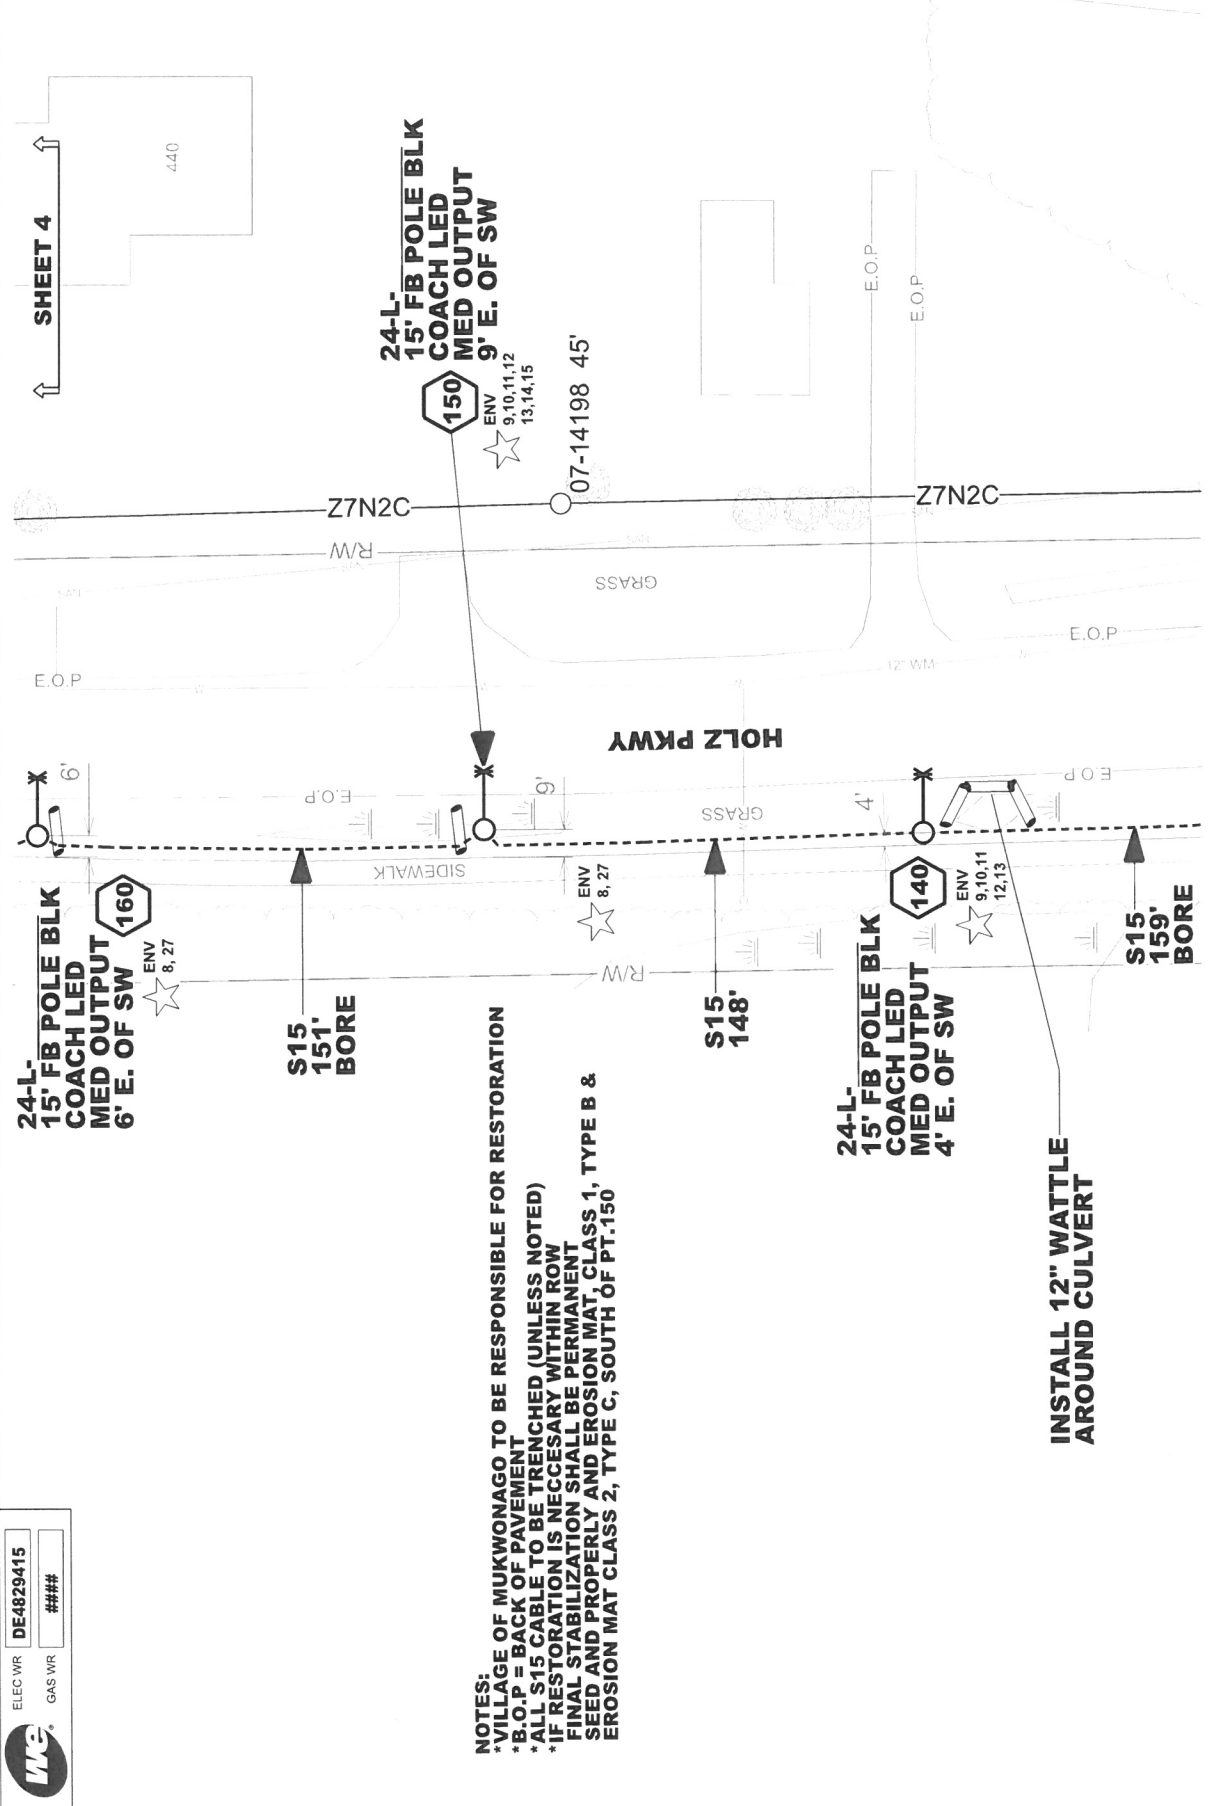 WE
ELEC WR DE4829415
GAS WR ####
SHEET 4
440
24-L-
15' FB POLE BLK
COACH LED
MED OUTPUT
6' E. OF SW
160
ENV
8, 27
6'
24-L-
15' FB POLE BLK
COACH LED
MED OUTPUT
9' E. OF SW
150
ENV
9,10,11,12
13,14,15
07-14198 45'
Z7N2C
Z7N2C
R/W
GRASS
E.O.P
E.O.P
E.O.P
E.O.P
12" WM
HOLZ PKWY
E.O.P
9'
GRASS
4'
E.O.P
SIDEWALK
S15
151'
BORE
ENV
8, 27
R/W
S15
148'
24-L-
15' FB POLE BLK
COACH LED
MED OUTPUT
4' E. OF SW
140
ENV
9,10,11
12,13
S15
159'
BORE
INSTALL 12" WATTLE
AROUND CULVERT
NOTES:
*VILLAGE OF MUKWONAGO TO BE RESPONSIBLE FOR RESTORATION
*B.O.P = BACK OF PAVEMENT
*ALL S15 CABLE TO BE TRENCHED (UNLESS NOTED)
*IF RESTORATION IS NECCESARY WITHIN ROW
FINAL STABILIZATION SHALL BE PERMANENT
SEED AND PROPERLY AND EROSION MAT, CLASS 1, TYPE B &
EROSION MAT CLASS 2, TYPE C, SOUTH OF PT.150